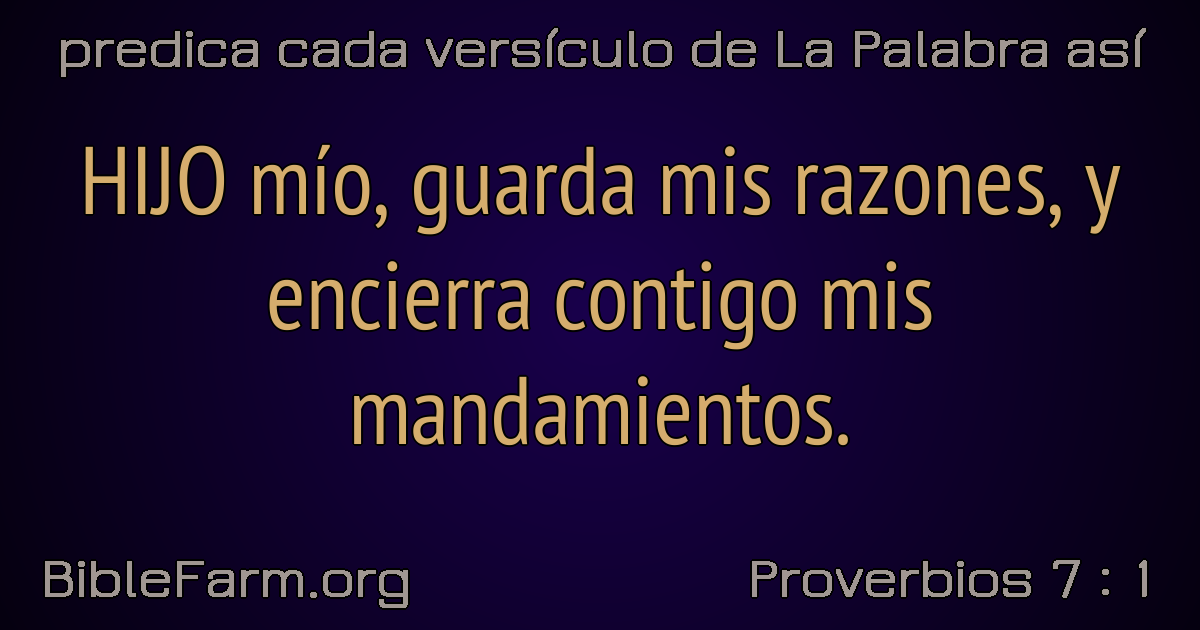 predica cada versículo de La Palabra así
HIJO mío, guarda mis razones, y
encierra contigo mis
mandamientos.
BibleFarm.org
Proverbios 7 : 1